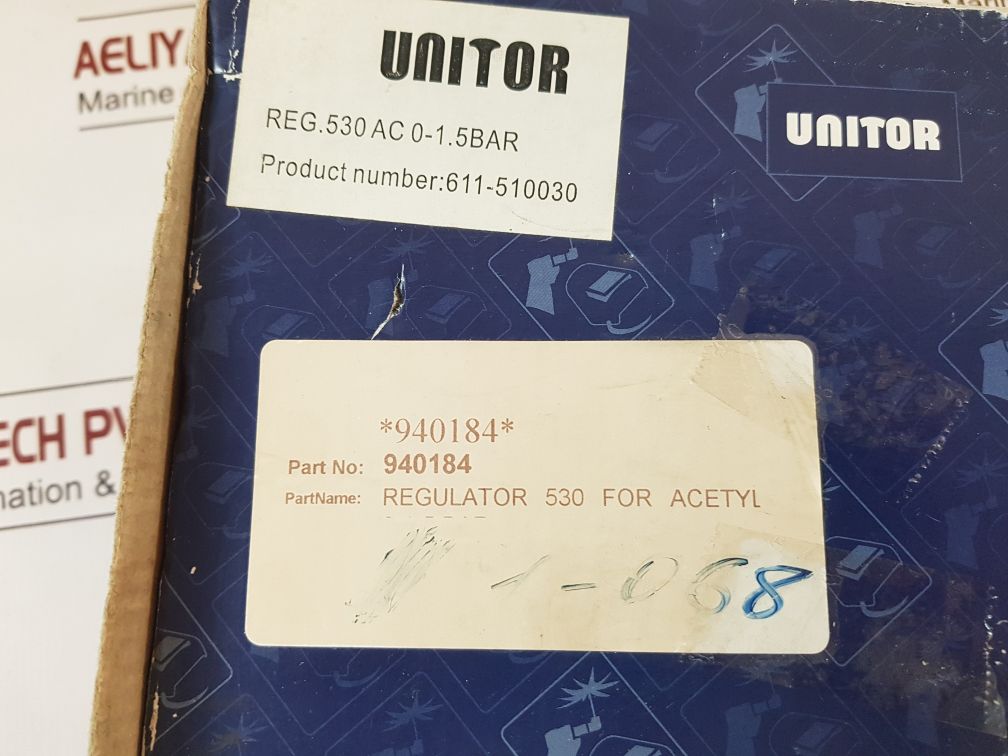 UNITOR
REG.530 AC 0-1.5BAR
Product number:611-510030
UNITOR
AELIY
Marine
ECH PV
nation &
*940184*
Part No: 940184
PartName: REGULATOR 530 FOR ACETYL
1-068